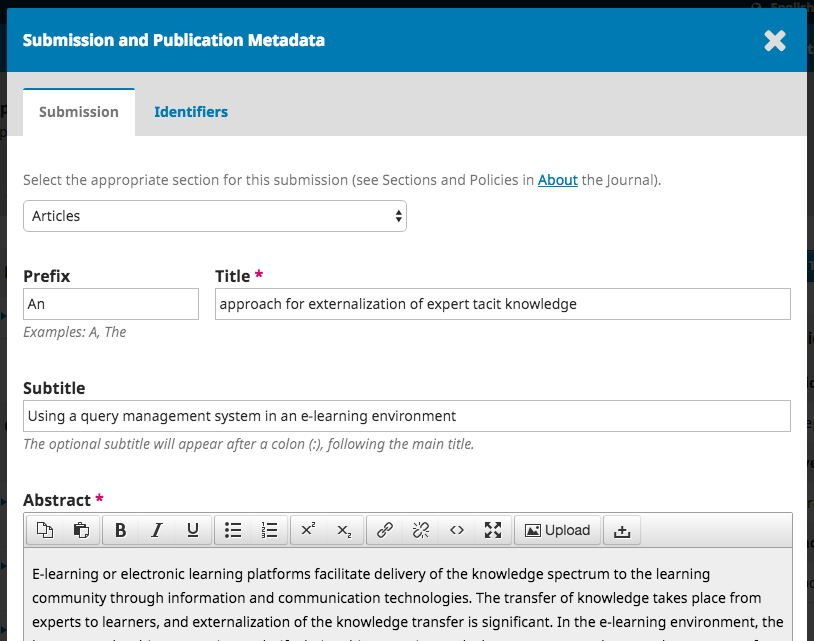 English
Submission and Publication Metadata
Submission Identifiers
Select the appropriate section for this submission (see Sections and Policies in About the Journal).
Articles
Prefix Title *
An approach for externalization of expert tacit knowledge
Examples: A, The
Subtitle
Using a query management system in an e-learning environment
The optional subtitle will appear after a colon (:), following the main title.
Abstract *
B I U x² x₂ <> Upload
E-learning or electronic learning platforms facilitate delivery of the knowledge spectrum to the learning
community through information and communication technologies. The transfer of knowledge takes place from
experts to learners, and externalization of the knowledge transfer is significant. In the e-learning environment, the